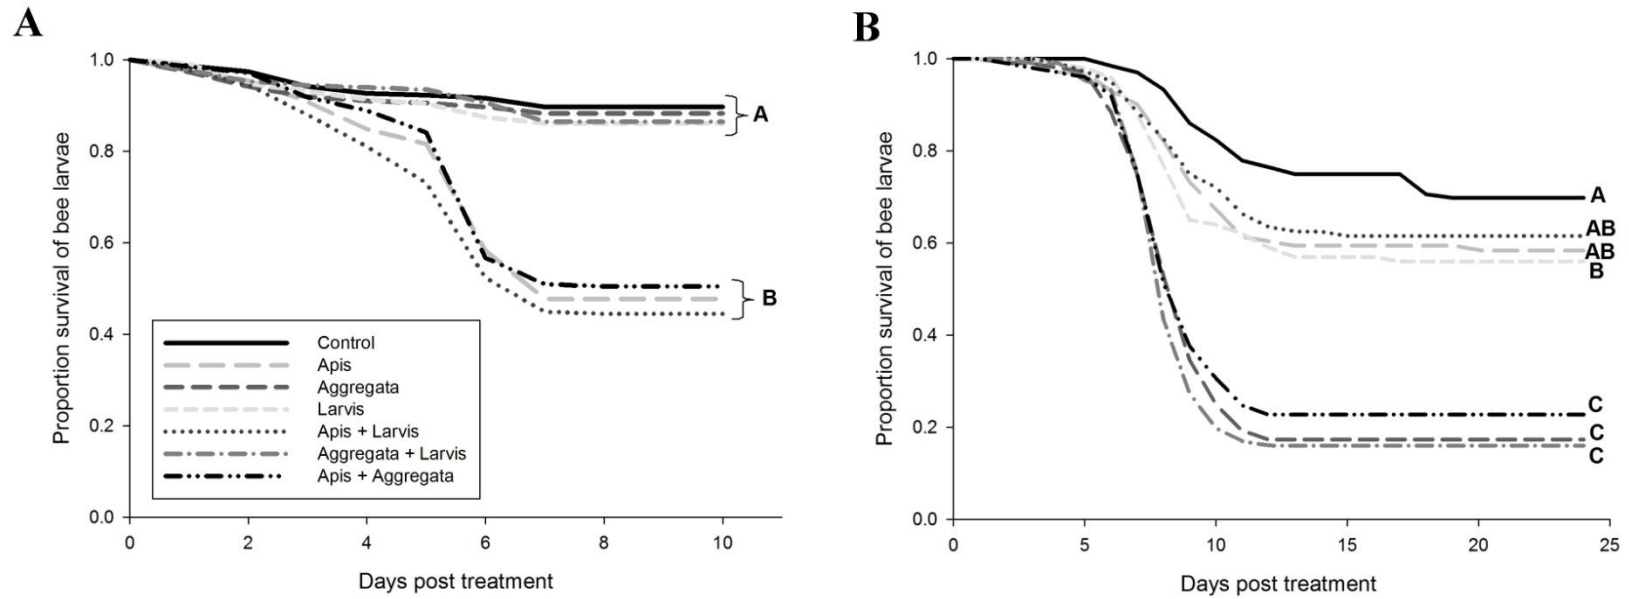 A
Proportion survival of bee larvae
1.0
0.8
0.6
0.4
0.2
0.0
A
B
Control
Apis
Aggregata
Larvis
Apis + Larvis
Aggregata + Larvis
Apis + Aggregata
0 2 4 6 8 10
Days post treatment
B
Proportion survival of bee larvae
1.0
0.8
0.6
0.4
0.2
0.0
A
AB
AB
B
C
C
C
0 5 10 15 20 25
Days post treatment